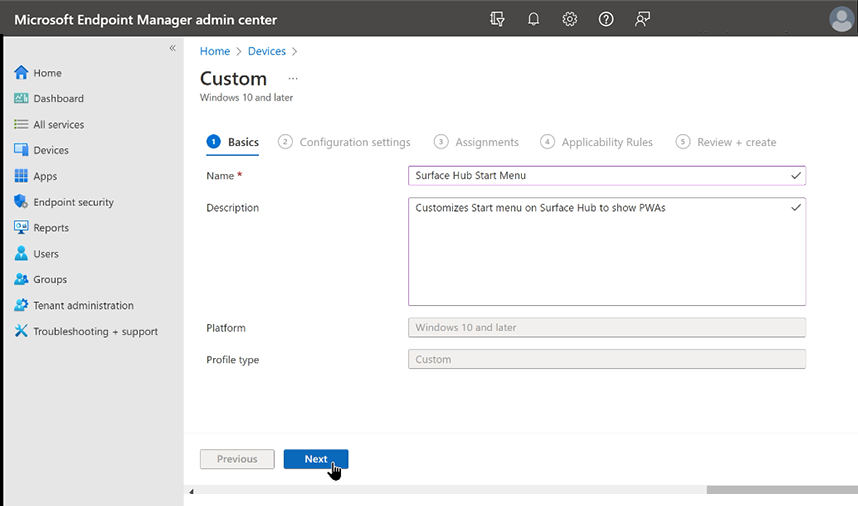 Microsoft Endpoint Manager admin center
«
Home
Dashboard
All services
Devices
Apps
Endpoint security
Reports
Users
Groups
Tenant administration
Troubleshooting + support
Home > Devices >
Custom ...
Windows 10 and later
1 Basics 2 Configuration settings 3 Assignments 4 Applicability Rules 5 Review + create
Name * Surface Hub Start Menu
Description Customizes Start menu on Surface Hub to show PWAs
Platform Windows 10 and later
Profile type Custom
Previous Next